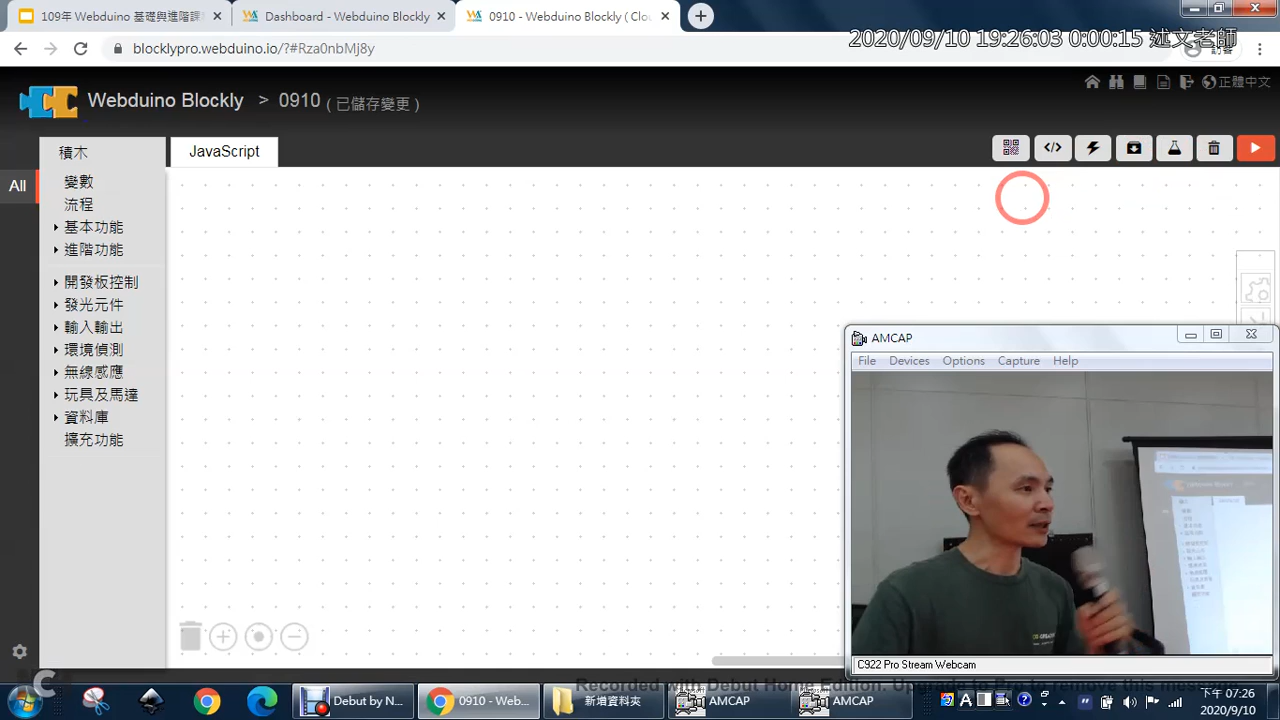 109年 Webduino 基礎與進階課
Dashboard - Webduino Blockly
0910 - Webduino Blockly ( Clou
blocklypro.webduino.io/?#Rza0nbMj8y
2020/09/10 19:26:03 0:00:15 述文老師
訪客
Webduino Blockly > 0910 ( 已儲存變更 )
正體中文
積木
JavaScript
All
變數
流程
基本功能
進階功能
開發板控制
發光元件
輸入輸出
環境偵測
無線感應
玩具及馬達
資料庫
擴充功能
AMCAP
File Devices Options Capture Help
C922 Pro Stream Webcam
Recorded with Debut Home Edition. Upgrade to Pro to remove this message.
Debut by N...
0910 - Web...
新增資料夾
AMCAP
AMCAP
下午 07:26
2020/9/10